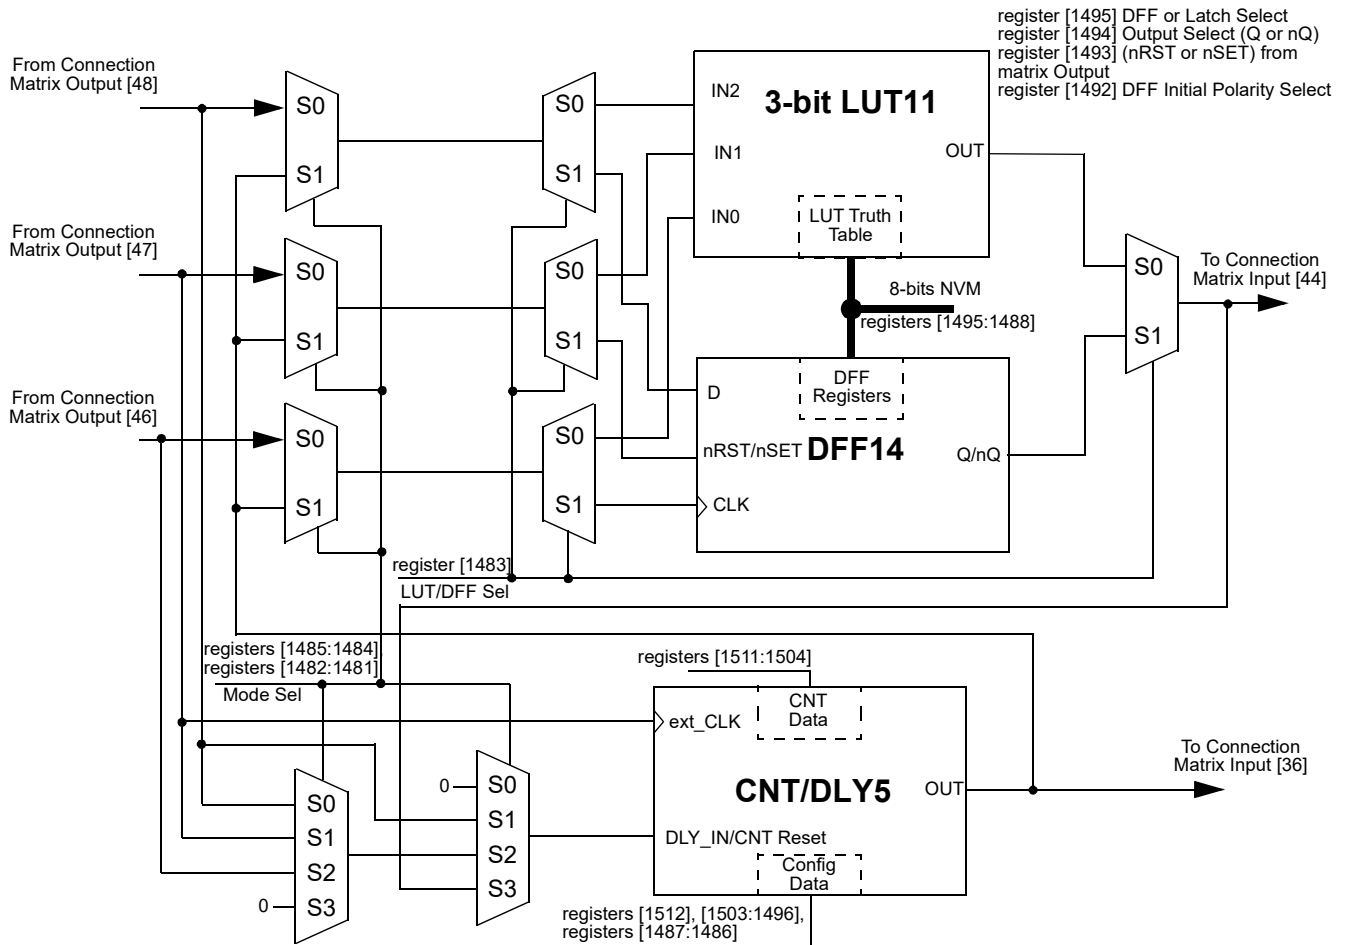 register [1495] DFF or Latch Select
register [1494] Output Select (Q or nQ)
register [1493] (nRST or nSET) from
matrix Output
register [1492] DFF Initial Polarity Select
From Connection
Matrix Output [48]
S0
S1
S0
S1
IN2
3-bit LUT11
IN1
OUT
IN0
LUT Truth
Table
From Connection
Matrix Output [47]
S0
S1
S0
S1
8-bits NVM
registers [1495:1488]
S0
S1
To Connection
Matrix Input [44]
From Connection
Matrix Output [46]
S0
S1
S0
S1
DFF
Registers
D
nRST/nSET
DFF14
Q/nQ
CLK
register [1483]
LUT/DFF Sel
registers [1485:1484],
registers [1482:1481]
Mode Sel
registers [1511:1504]
CNT
Data
ext_CLK
CNT/DLY5
OUT
To Connection
Matrix Input [36]
DLY_IN/CNT Reset
Config
Data
0
S0
S1
S2
S3
S0
S1
S2
0
S3
registers [1512], [1503:1496],
registers [1487:1486]